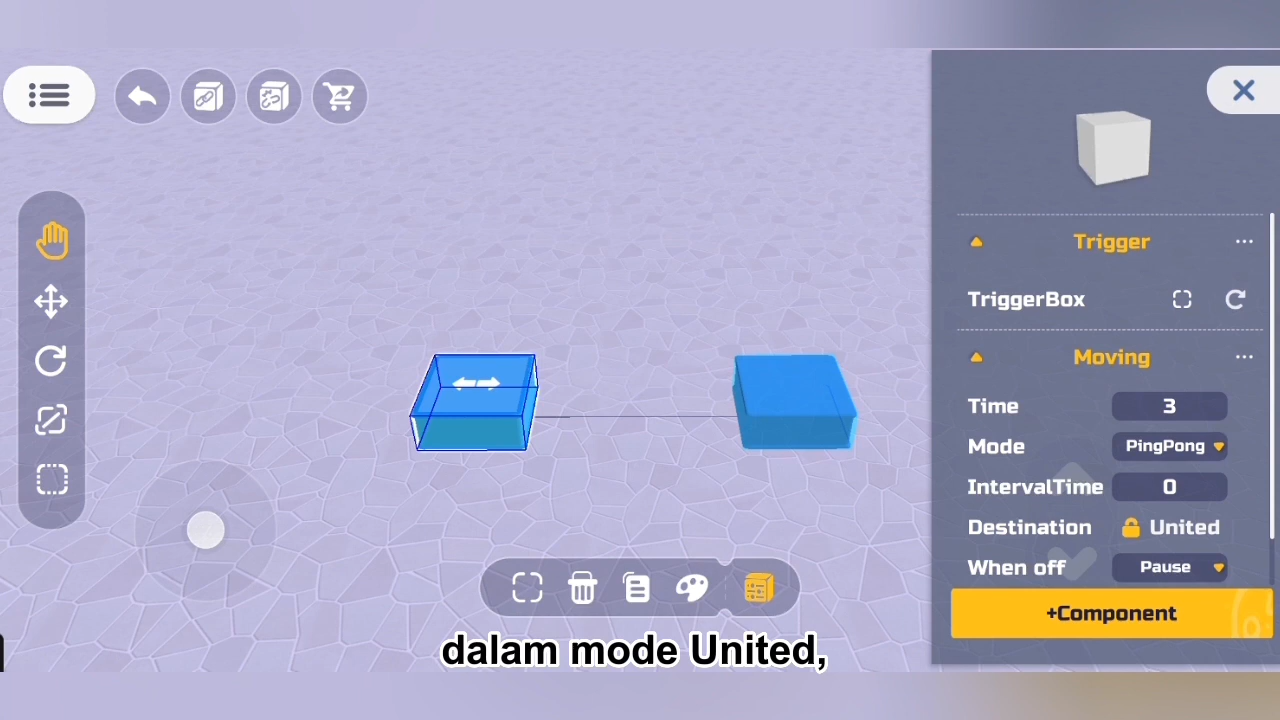 Trigger
TriggerBox
Moving
Time 3
Mode PingPong
IntervalTime 0
Destination United
When off Pause
+Component
dalam mode United,